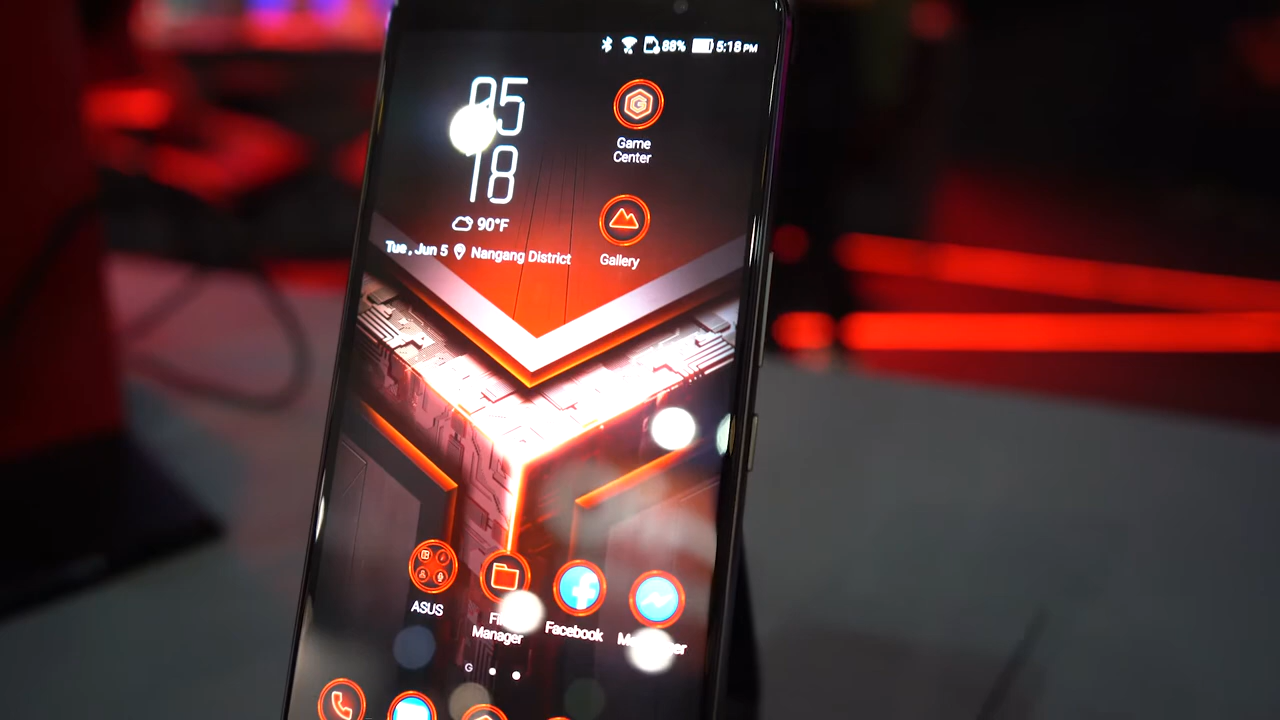 88% 5:18 PM
05
18
90°F
Tue, Jun 5 Nangang District
Game
Center
Gallery
ASUS
Manager
Facebook
G